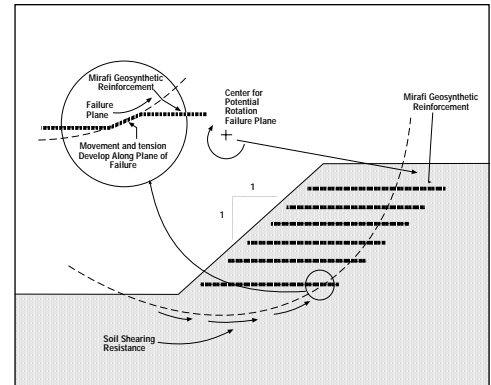 Mirafi Geosynthetic
Reinforcement
Failure
Plane
Movement and tension
Develop Along Plane of
Failure
Center for
Potential
Rotation
Failure Plane
Mirafi Geosynthetic
Reinforcement
1
1
Soil Shearing
Resistance